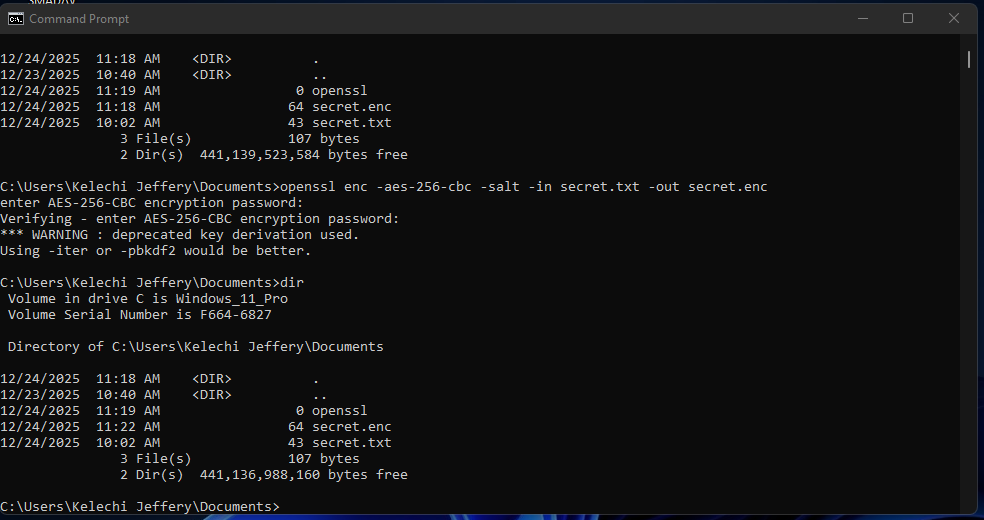 Command Prompt
12/24/2025  11:18 AM    <DIR>          .
12/23/2025  10:40 AM    <DIR>          ..
12/24/2025  11:19 AM                 0 openssl
12/24/2025  11:18 AM                64 secret.enc
12/24/2025  10:02 AM                43 secret.txt
               3 File(s)            107 bytes
               2 Dir(s)  441,139,523,584 bytes free
C:\Users\Kelechi Jeffery\Documents>openssl enc -aes-256-cbc -salt -in secret.txt -out secret.enc
enter AES-256-CBC encryption password:
Verifying - enter AES-256-CBC encryption password:
*** WARNING : deprecated key derivation used.
Using -iter or -pbkdf2 would be better.
C:\Users\Kelechi Jeffery\Documents>dir
 Volume in drive C is Windows_11_Pro
 Volume Serial Number is F664-6827
 Directory of C:\Users\Kelechi Jeffery\Documents
12/24/2025  11:18 AM    <DIR>          .
12/23/2025  10:40 AM    <DIR>          ..
12/24/2025  11:19 AM                 0 openssl
12/24/2025  11:22 AM                64 secret.enc
12/24/2025  10:02 AM                43 secret.txt
               3 File(s)            107 bytes
               2 Dir(s)  441,136,988,160 bytes free
C:\Users\Kelechi Jeffery\Documents>